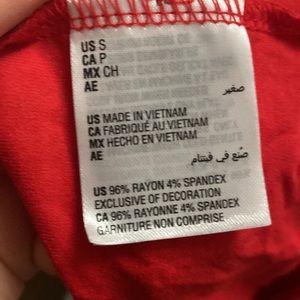 US S
CA P
MX CH
AE صغير
US MADE IN VIETNAM
CA FABRIQUÉ AU VIETNAM
MX HECHO EN VIETNAM
AE صُنع في فيتنام
US 96% RAYON 4% SPANDEX
EXCLUSIVE OF DECORATION
CA 96% RAYONNE 4% SPANDEX
GARNITURE NON COMPRISE